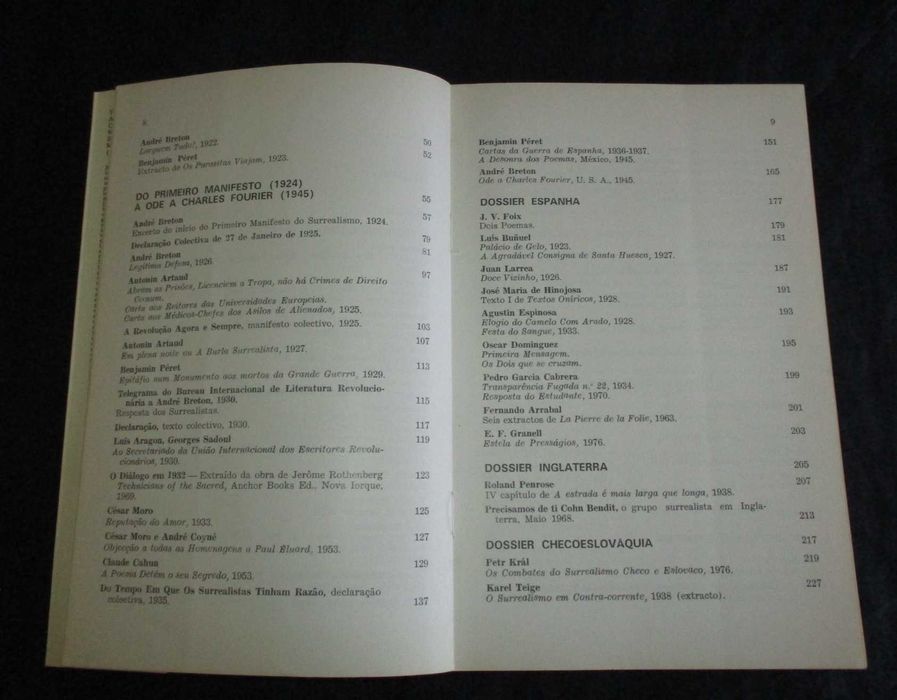 8.
André Breton
Larguem Tudo!, 1922. 50
Benjamin Péret 52
Extracto de Os Parasitas Viajam, 1923.
DO PRIMEIRO MANIFESTO (1924)
A ODE A CHARLES FOURIER (1945) 55
André Breton 57
Excerto do início do Primeiro Manifesto do Surrealismo, 1924.
Declaração Colectiva de 27 de Janeiro de 1925. 79
André Breton 81
Legítima Defesa, 1926.
Antonin Artaud 97
Abram as Prisões, Licenciem a Tropa, não há Crimes de Direito
Comum.
Carta aos Reitores das Universidades Europeias.
Carta aos Médicos-Chefes dos Asilos de Alienados, 1925.
A Revolução Agora e Sempre, manifesto colectivo, 1925. 103
Antonin Artaud 107
Em plena noite ou A Burla Surrealista, 1927.
Benjamin Péret 113
Epitáfio num Monumento aos mortos da Grande Guerra, 1929.
Telegrama do Bureau Internacional de Literatura Revolucio-
nária a André Breton, 1930. 115
Resposta dos Surrealistas.
Declaração, texto colectivo, 1930. 117
Luis Aragon, Georges Sadoul 119
Ao Secretariado da União Internacional dos Escritores Revolu-
cionários, 1930.
O Diálogo em 1932 — Extraído da obra de Jerôme Rothenberg 123
Technicians of the Sacred, Anchor Books Ed., Nova Iorque,
1969.
César Moro 125
Reputação do Amor, 1933.
César Moro e André Coyné 127
Objecção a todas as Homenagens a Paul Éluard, 1953.
Claude Cahun 129
A Poesia Detém o seu Segredo, 1953.
Do Tempo Em Que Os Surrealistas Tinham Razão, declaração
colectiva, 1935. 137
9
Benjamin Péret 151
Cartas da Guerra de Espanha, 1936-1937.
A Desonra dos Poemas, México, 1945.
André Breton 165
Ode a Charles Fourier, U. S. A., 1945.
DOSSIER ESPANHA 177
J. V. Foix
Dois Poemas. 179
Luis Buñuel 181
Palácio de Gelo, 1923.
A Agradável Consigna de Santa Huesca, 1927.
Juan Larrea 187
Doce Vizinho, 1926.
José Maria de Hinojosa 191
Texto I de Textos Oníricos, 1928.
Agustin Espinosa 193
Elogio do Camelo Com Arado, 1928.
Festa do Sangue, 1933.
Oscar Dominguez 195
Primeira Mensagem.
Os Dois que se cruzam.
Pedro Garcia Cabrera 199
Transparência Fugada n.º 22, 1934.
Resposta do Estudante, 1970.
Fernando Arrabal 201
Seis extractos de La Pierre de la Folie, 1963.
E. F. Granell 203
Estela de Presságios, 1976.
DOSSIER INGLATERRA 205
Roland Penrose 207
IV capítulo de A estrada é mais larga que longa, 1938.
Precisamos de ti Cohn Bendit, o grupo surrealista em Ingla-
terra, Maio 1968. 213
DOSSIER CHECOESLOVÁQUIA 217
Petr Král 219
Os Combates do Surrealismo Checo e Eslovaco, 1976.
Karel Teige 227
O Surrealismo em Contra-corrente, 1938 (extracto).